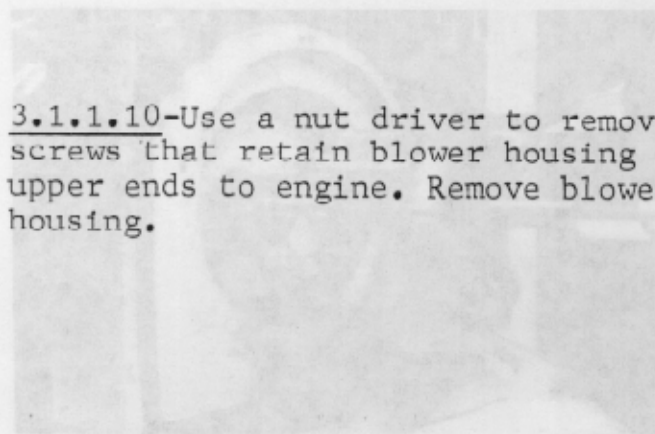 3.1.1.10-Use a nut driver to remov
screws that retain blower housing
upper ends to engine. Remove blowe
housing.